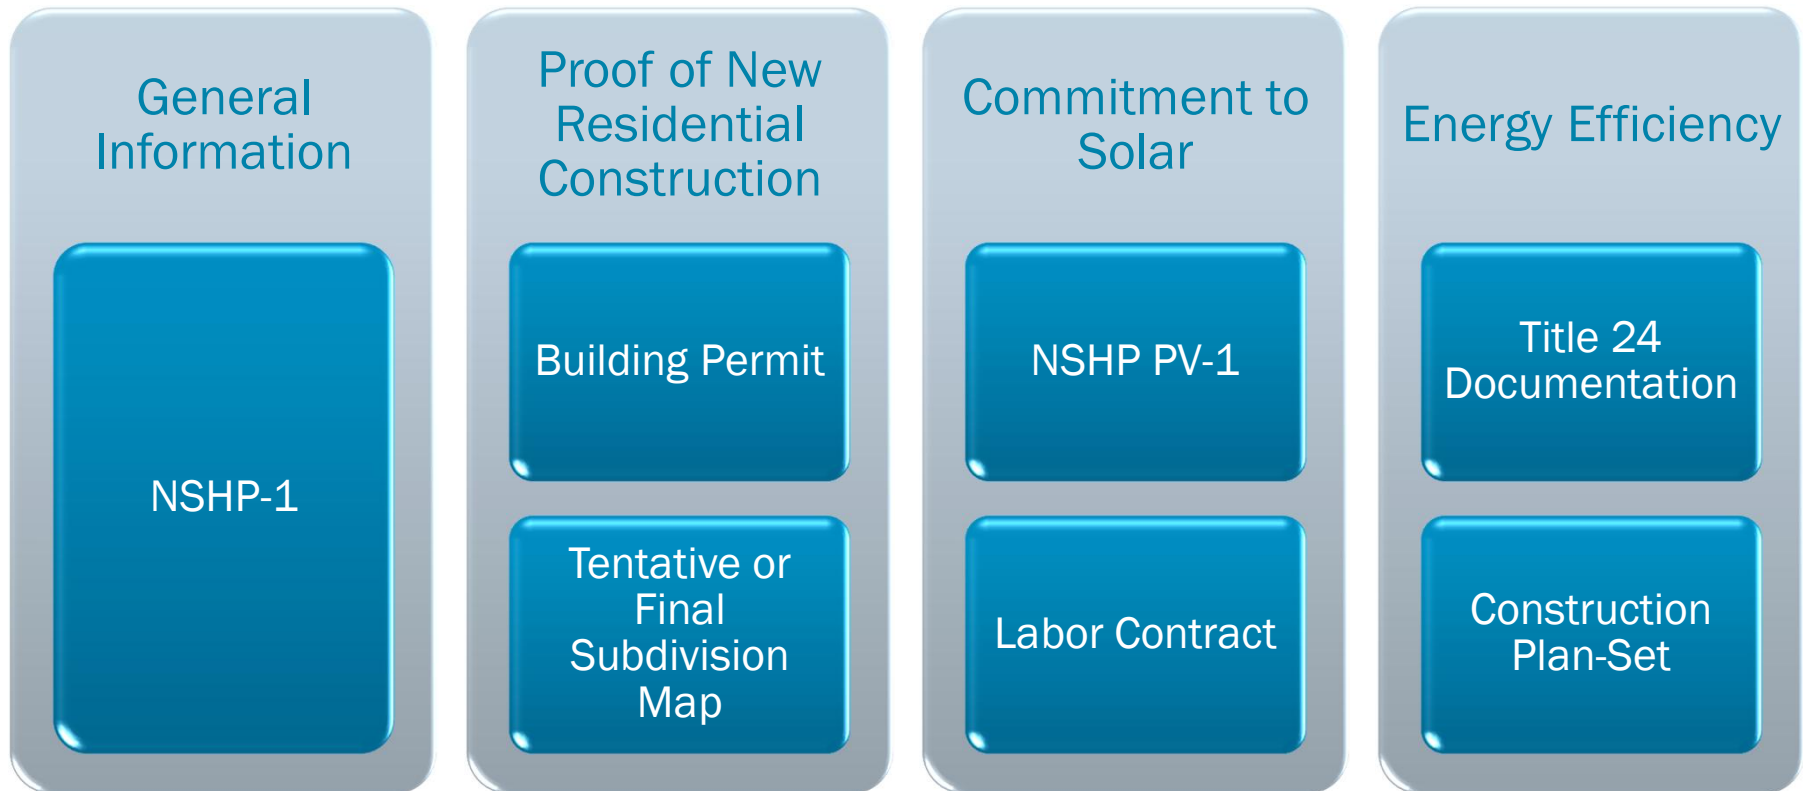 General
Information
NSHP-1
Proof of New
Residential
Construction
Building Permit
Tentative or
Final
Subdivision
Map
Commitment to
Solar
NSHP PV-1
Labor Contract
Energy Efficiency
Title 24
Documentation
Construction
Plan-Set